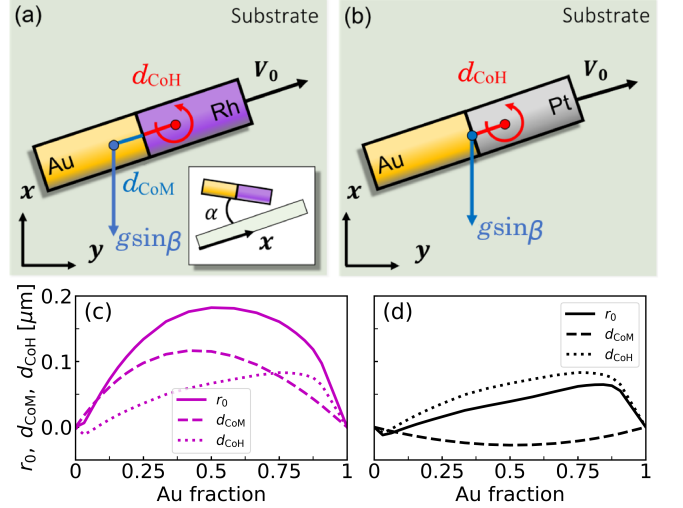 (a) Substrate
d_CoH
V_0
Au Rh
d_CoM
x
y
gsinβ
α
x
(b) Substrate
d_CoH
V_0
Au Pt
x
y
gsinβ
r_0, d_CoM, d_CoH [μm]
(c)
0.2
0.1
0.0
r_0
d_CoM
d_CoH
0 0.25 0.5 0.75 1
Au fraction
(d)
r_0
d_CoM
d_CoH
0 0.25 0.5 0.75 1
Au fraction